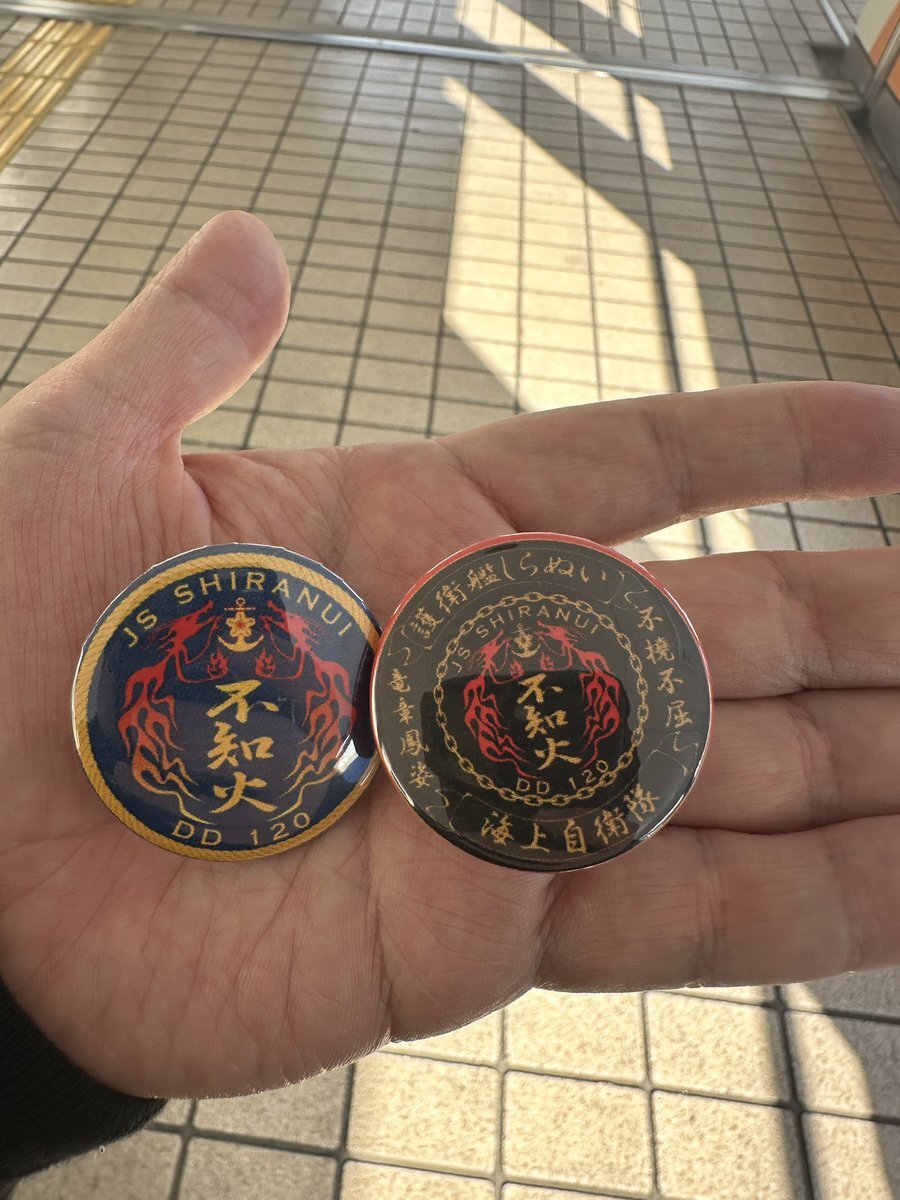 JS SHIRANUI
不知火
DD 120
護衛艦しらぬい
不撓不屈
海上自衛隊
竜章鳳姿
JS SHIRANUI
不知火
DD 120